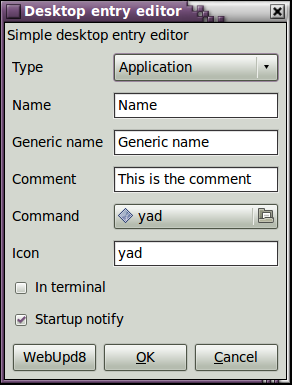 Desktop entry editor
Simple desktop entry editor
Type Application
Name Name
Generic name Generic name
Comment This is the comment
Command yad
Icon yad
In terminal
Startup notify
WebUpd8 OK Cancel